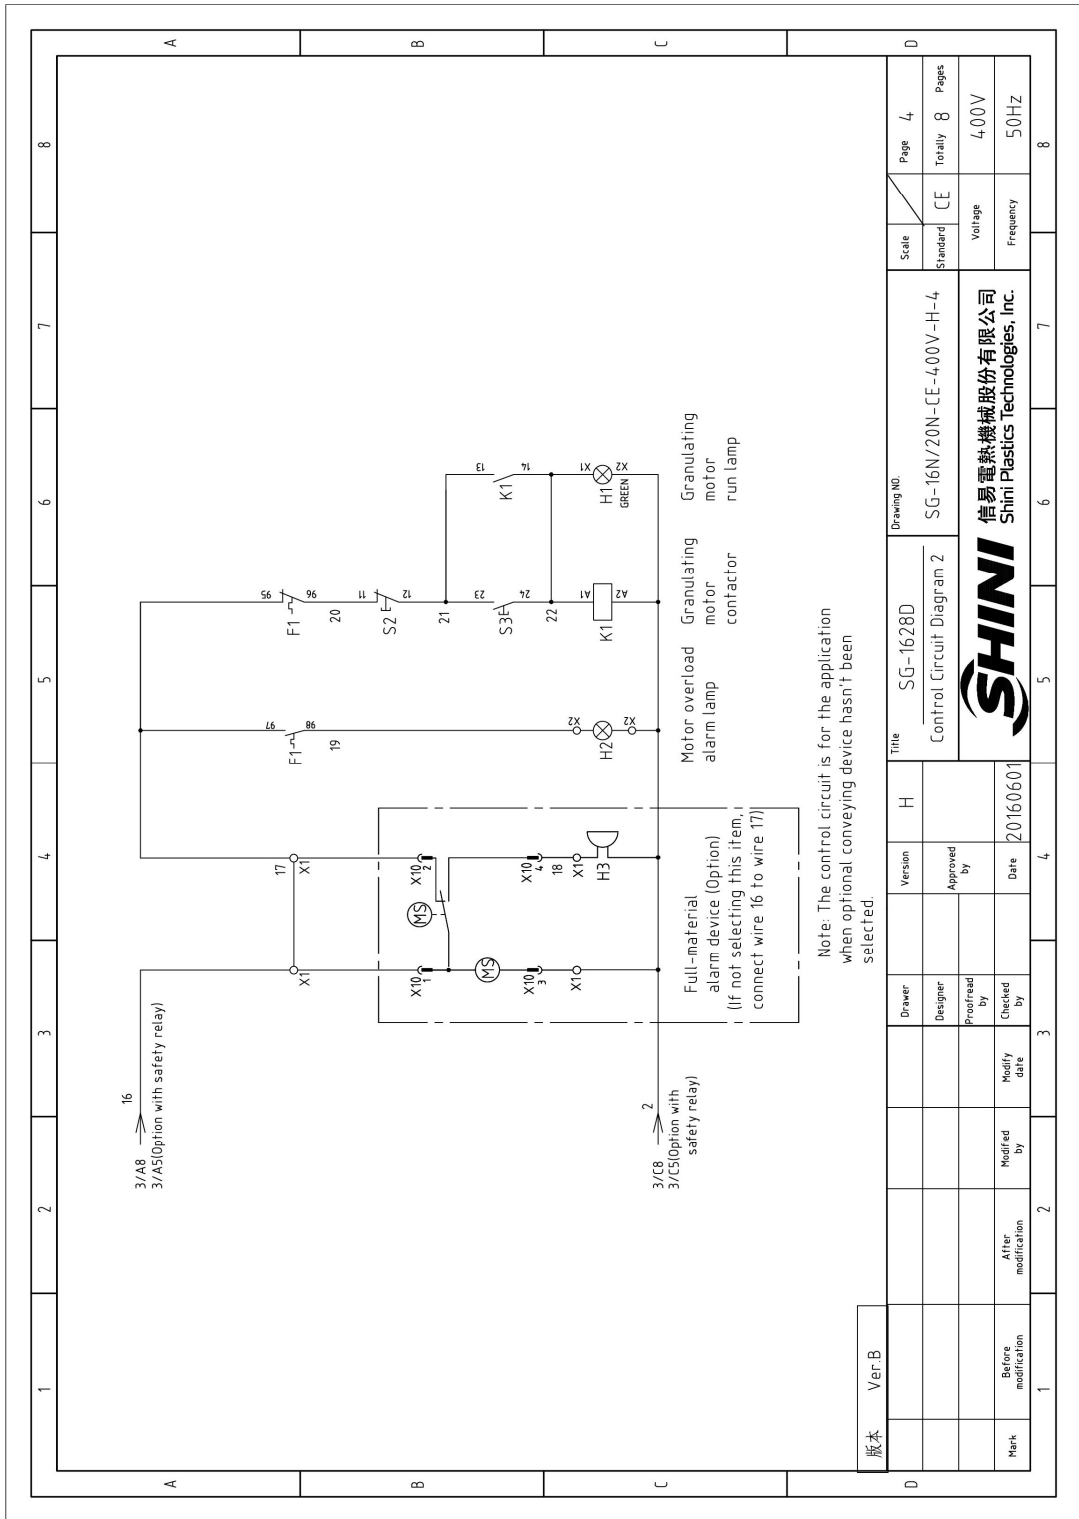 1
2
3
4
5
6
7
8
A
A
B
B
C
C
D
D
16
3/A8
3/A5(Option with safety relay)
17
X1
X1
X10
1
X10
2
MS
MS
X10
3
X10
4
18
X1
X1
H3
Full-material
alarm device (Option)
(If not selecting this item,
connect wire 16 to wire 17)
2
3/C8
3/C5(Option with
safety relay)
97
98
F1
19
X2
X2
H2
Motor overload
alarm lamp
95
96
F1
20
11
12
S2
21
23
24
S3
22
A1
A2
K1
Granulating
motor
contactor
13
14
K1
X1
X2
H1
GREEN
Granulating
motor
run lamp
Note: The control circuit is for the application
when optional conveying device hasn't been
selected.
版本 Ver.B
Mark
Before
modification
After
modification
Modified
by
Modify
date
Drawer
Designer
Proofread
by
Checked
by
Version H
Approved
by
Date 20160601
Title
SG-1628D
Control Circuit Diagram 2
Drawing NO.
SG-16N/20N-CE-400V-H-4
Scale
Page 4
Standard CE
Totally 8 Pages
Voltage 400V
Frequency 50HZ
SHINI
信易電熱機械股份有限公司
Shini Plastics Technologies, Inc.
1
2
3
4
5
6
7
8